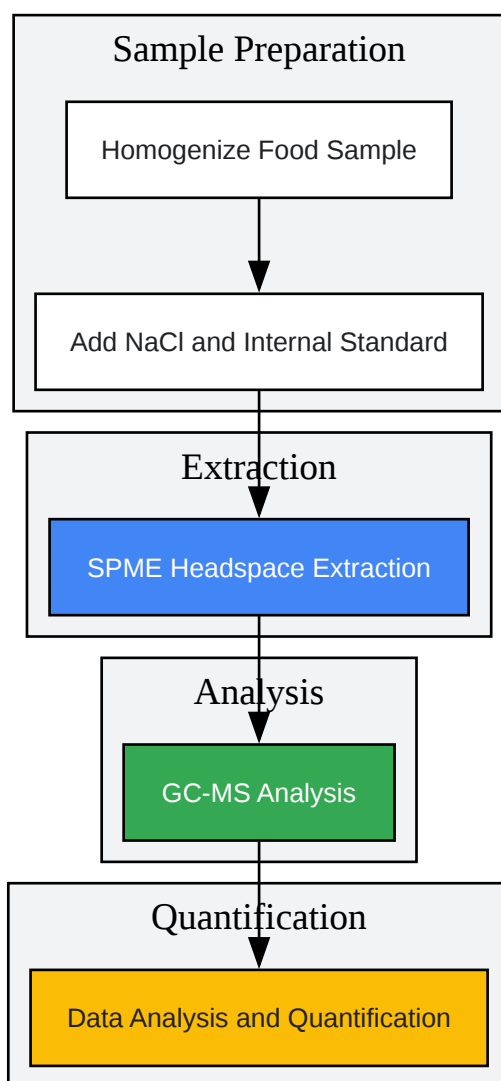 Sample Preparation
Homogenize Food Sample
Add NaCl and Internal Standard
Extraction
SPME Headspace Extraction
Analysis
GC-MS Analysis
Quantification
Data Analysis and Quantification